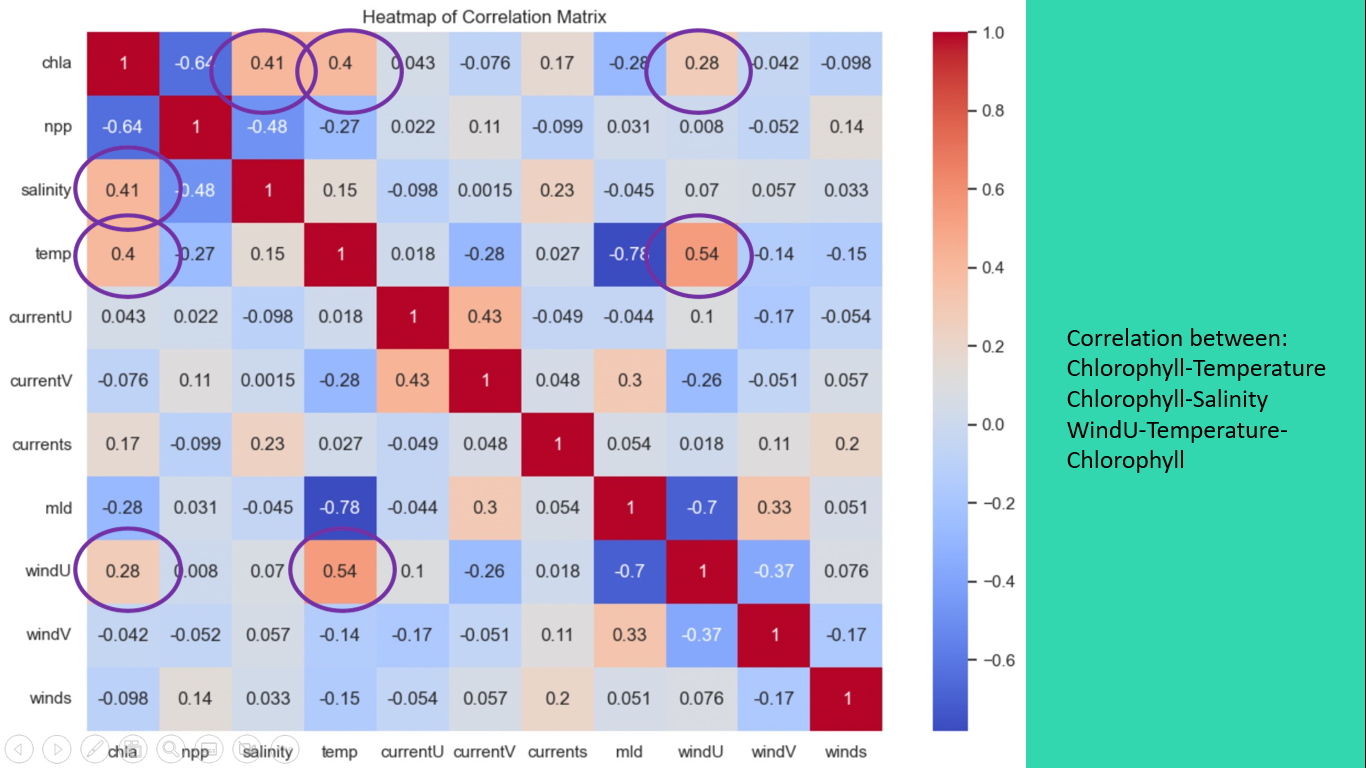 Heatmap of Correlation Matrix
chla 1 -0.64 0.41 0.4 0.043 -0.076 0.17 -0.28 0.28 -0.042 -0.098
npp -0.64 1 -0.48 -0.27 0.022 0.11 -0.099 0.031 0.008 -0.052 0.14
salinity 0.41 -0.48 1 0.15 -0.098 0.0015 0.23 -0.045 0.07 0.057 0.033
temp 0.4 -0.27 0.15 1 0.018 -0.28 0.027 -0.78 0.54 -0.14 -0.15
currentU 0.043 0.022 -0.098 0.018 1 0.43 -0.049 -0.044 0.1 -0.17 -0.054
currentV -0.076 0.11 0.0015 -0.28 0.43 1 0.048 0.3 -0.26 -0.051 0.057
currents 0.17 -0.099 0.23 0.027 -0.049 0.048 1 0.054 0.018 0.11 0.2
mld -0.28 0.031 -0.045 -0.78 -0.044 0.3 0.054 1 -0.7 0.33 0.051
windU 0.28 0.008 0.07 0.54 0.1 -0.26 0.018 -0.7 1 -0.37 0.076
windV -0.042 -0.052 0.057 -0.14 -0.17 -0.051 0.11 0.33 -0.37 1 -0.17
winds -0.098 0.14 0.033 -0.15 -0.054 0.057 0.2 0.051 0.076 -0.17 1
chla npp salinity temp currentU currentV currents mld windU windV winds
1.0
0.8
0.6
0.4
0.2
0.0
−0.2
−0.4
−0.6
Correlation between:
Chlorophyll-Temperature
Chlorophyll-Salinity
WindU-Temperature-
Chlorophyll